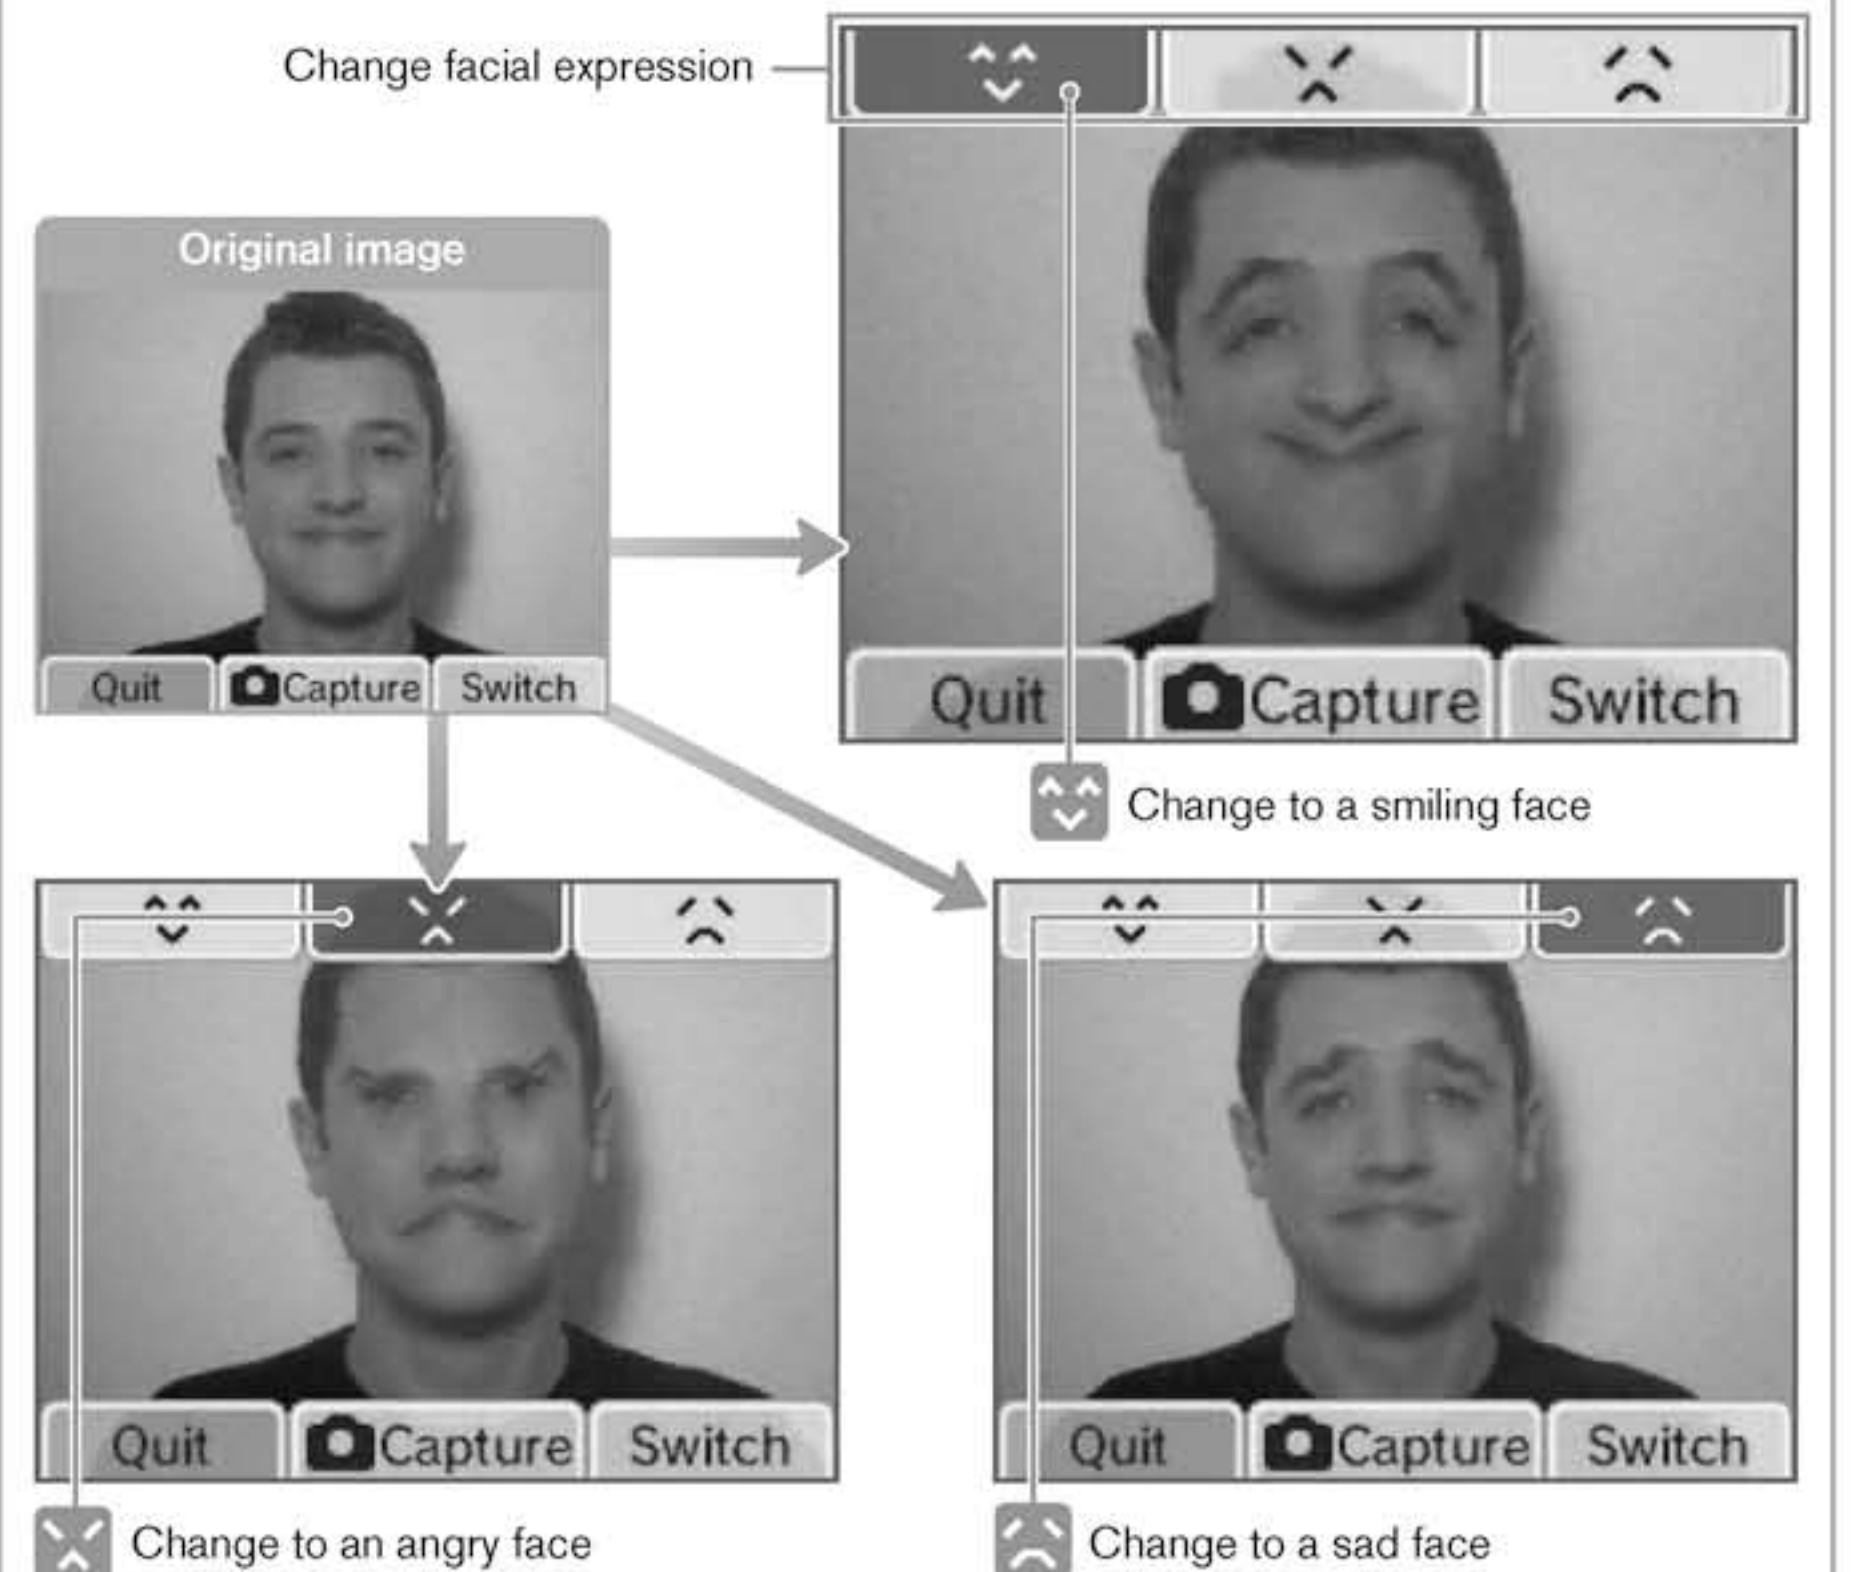 Change facial expression
Original image
Quit Capture Switch
Quit Capture Switch
Change to a smiling face
Quit Capture Switch
Quit Capture Switch
Change to an angry face
Change to a sad face